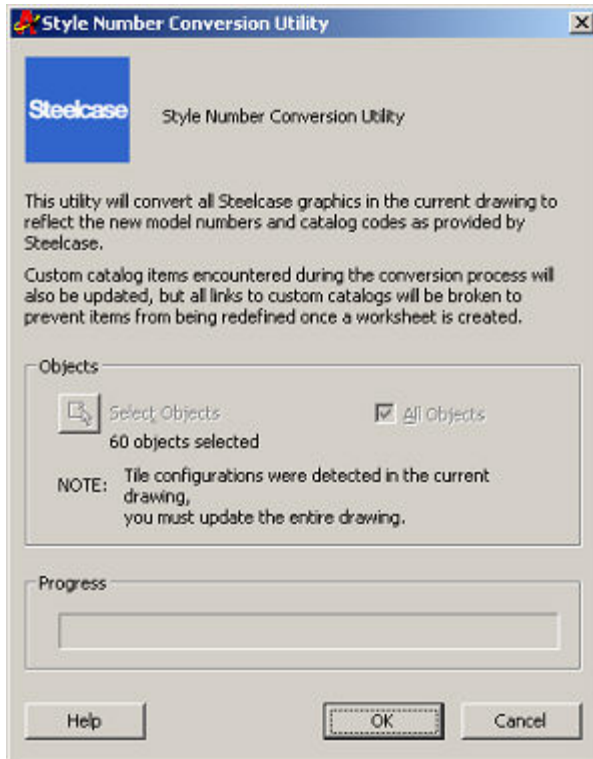 Style Number Conversion Utility
Steelcase
Style Number Conversion Utility
This utility will convert all Steelcase graphics in the current drawing to
reflect the new model numbers and catalog codes as provided by
Steelcase.
Custom catalog items encountered during the conversion process will
also be updated, but all links to custom catalogs will be broken to
prevent items from being redefined once a worksheet is created.
Objects
Select Objects
All Objects
60 objects selected
NOTE: Tile configurations were detected in the current
drawing,
you must update the entire drawing.
Progress
Help
OK
Cancel